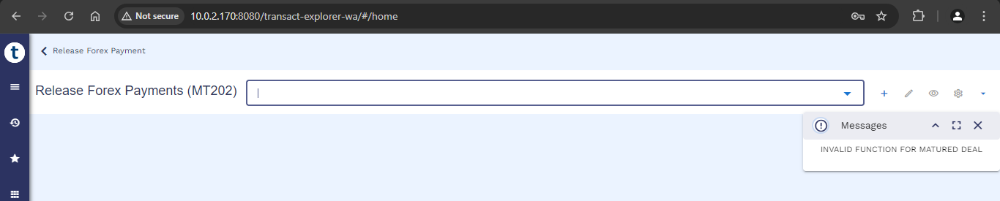 Not secure 10.0.2.170:8080/transact-explorer-wa/#/home
t
Release Forex Payment
Release Forex Payments (MT202)
Messages
INVALID FUNCTION FOR MATURED DEAL